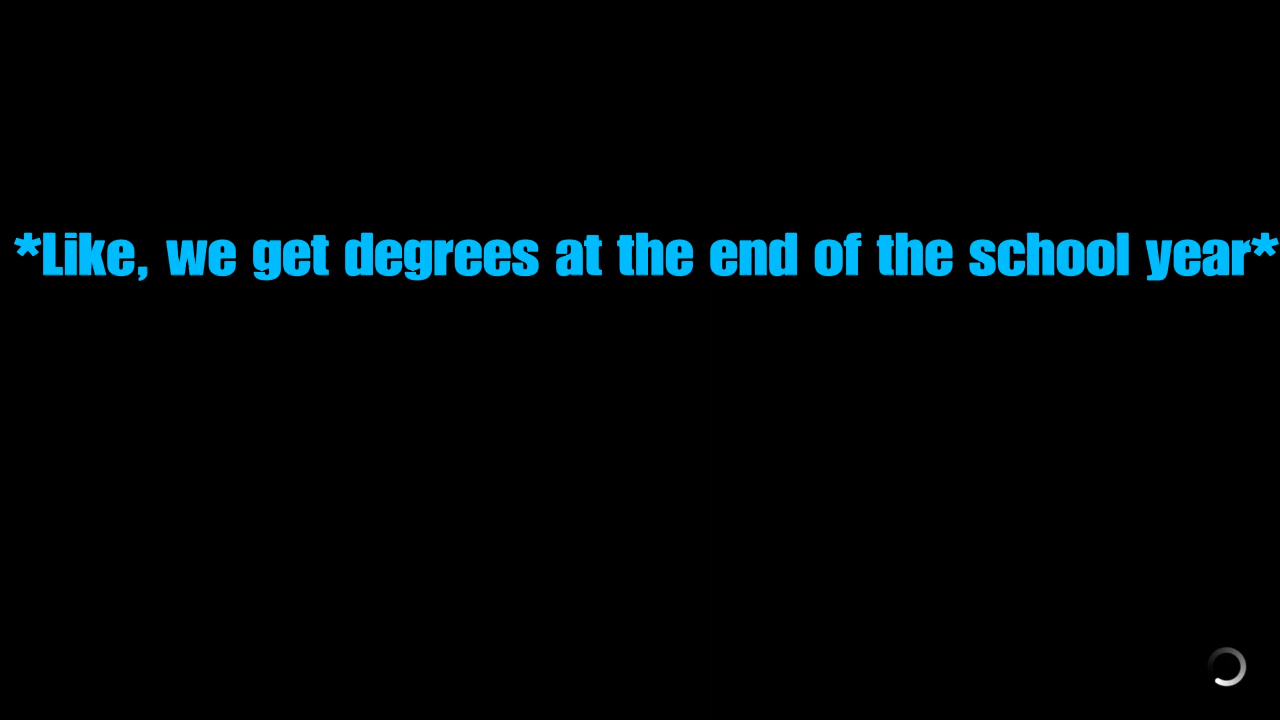 *Like, we get degrees at the end of the school year*